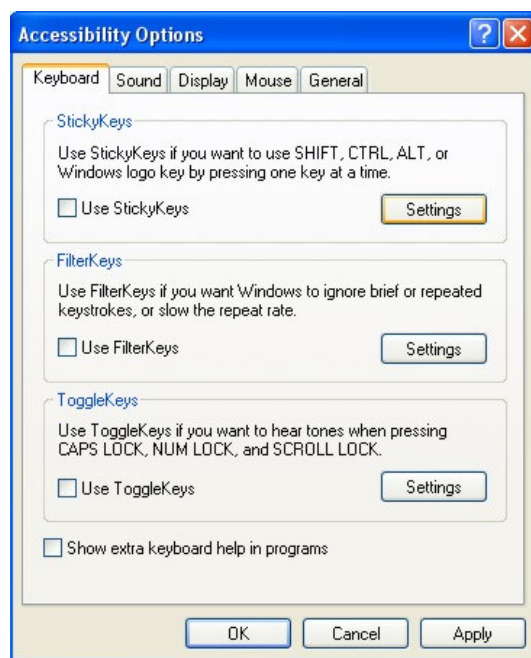 Accessibility Options
Keyboard Sound Display Mouse General
StickyKeys
Use StickyKeys if you want to use SHIFT, CTRL, ALT, or
Windows logo key by pressing one key at a time.
Use StickyKeys Settings
FilterKeys
Use FilterKeys if you want Windows to ignore brief or repeated
keystrokes, or slow the repeat rate.
Use FilterKeys Settings
ToggleKeys
Use ToggleKeys if you want to hear tones when pressing
CAPS LOCK, NUM LOCK, and SCROLL LOCK.
Use ToggleKeys Settings
Show extra keyboard help in programs
OK Cancel Apply